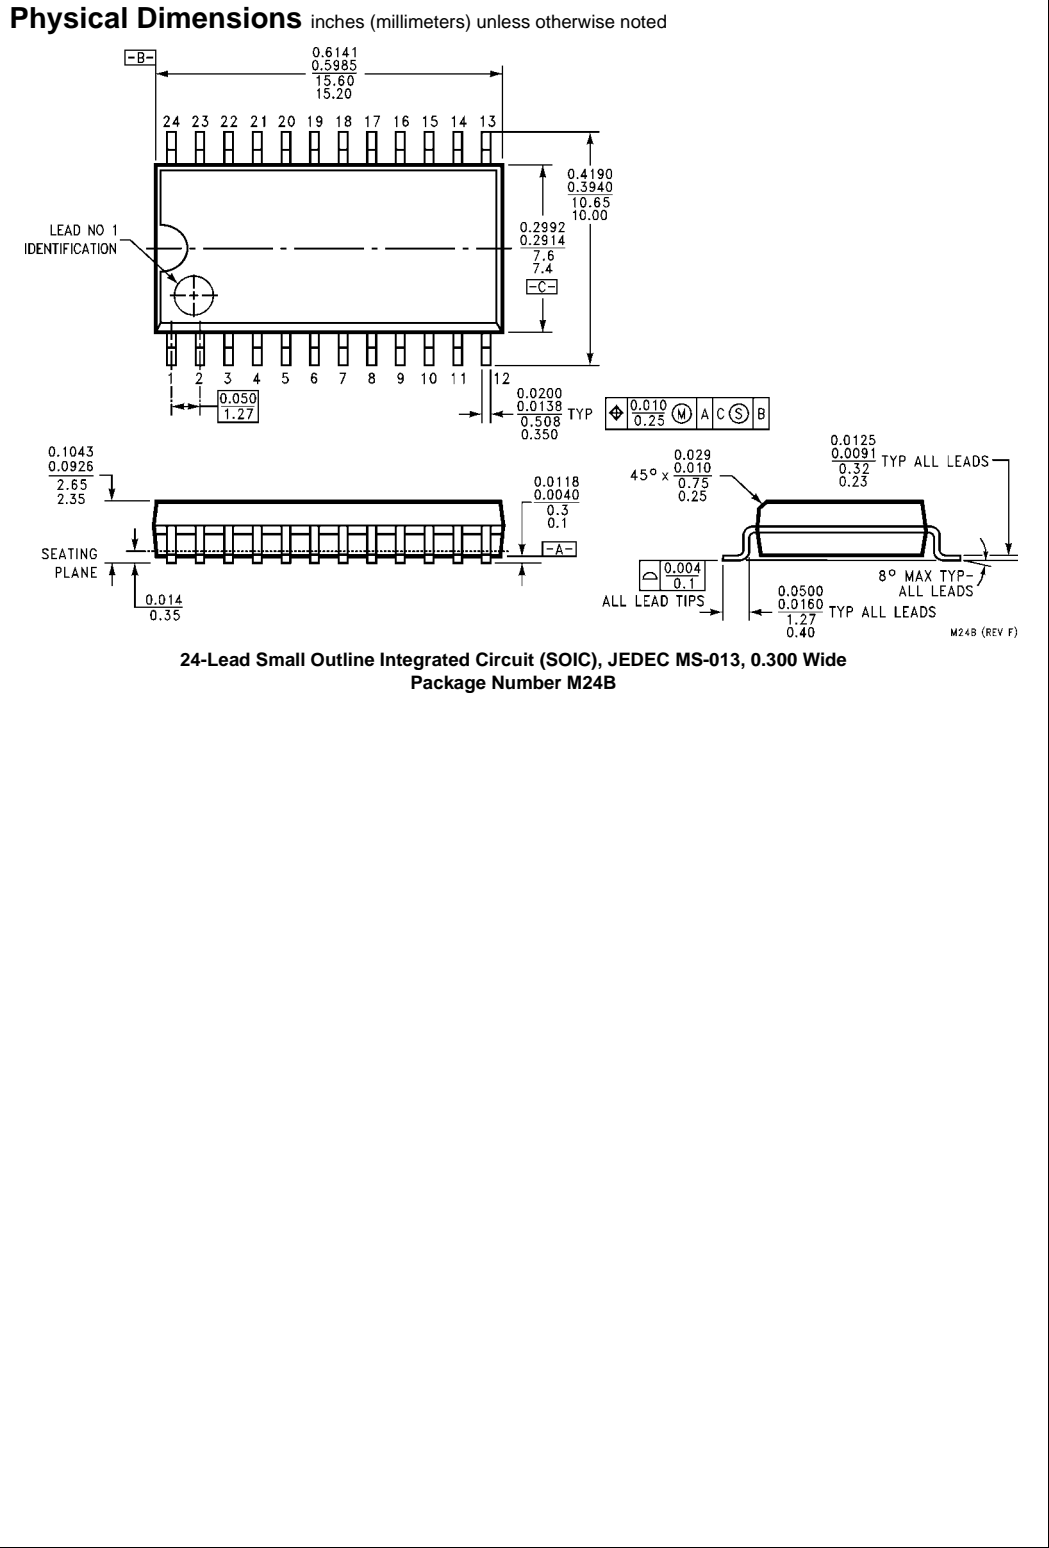 Physical Dimensions inches (millimeters) unless otherwise noted
-B-
0.6141
0.5985
15.60
15.20
24 23 22 21 20 19 18 17 16 15 14 13
0.4190
0.3940
10.65
10.00
LEAD NO 1
IDENTIFICATION
0.2992
0.2914
7.6
7.4
-C-
1 2 3 4 5 6 7 8 9 10 11 12
0.050
1.27
0.0200
0.0138
0.508
0.350
TYP
0.010
0.25
M A C S B
0.1043
0.0926
2.65
2.35
SEATING
PLANE
0.014
0.35
0.0118
0.0040
0.3
0.1
-A-
45° x
0.029
0.010
0.75
0.25
0.0125
0.0091
0.32
0.23
TYP ALL LEADS
0.004
0.1
ALL LEAD TIPS
0.0500
0.0160
1.27
0.40
TYP ALL LEADS
8° MAX TYP-
ALL LEADS
M24B (REV F)
24-Lead Small Outline Integrated Circuit (SOIC), JEDEC MS-013, 0.300 Wide
Package Number M24B